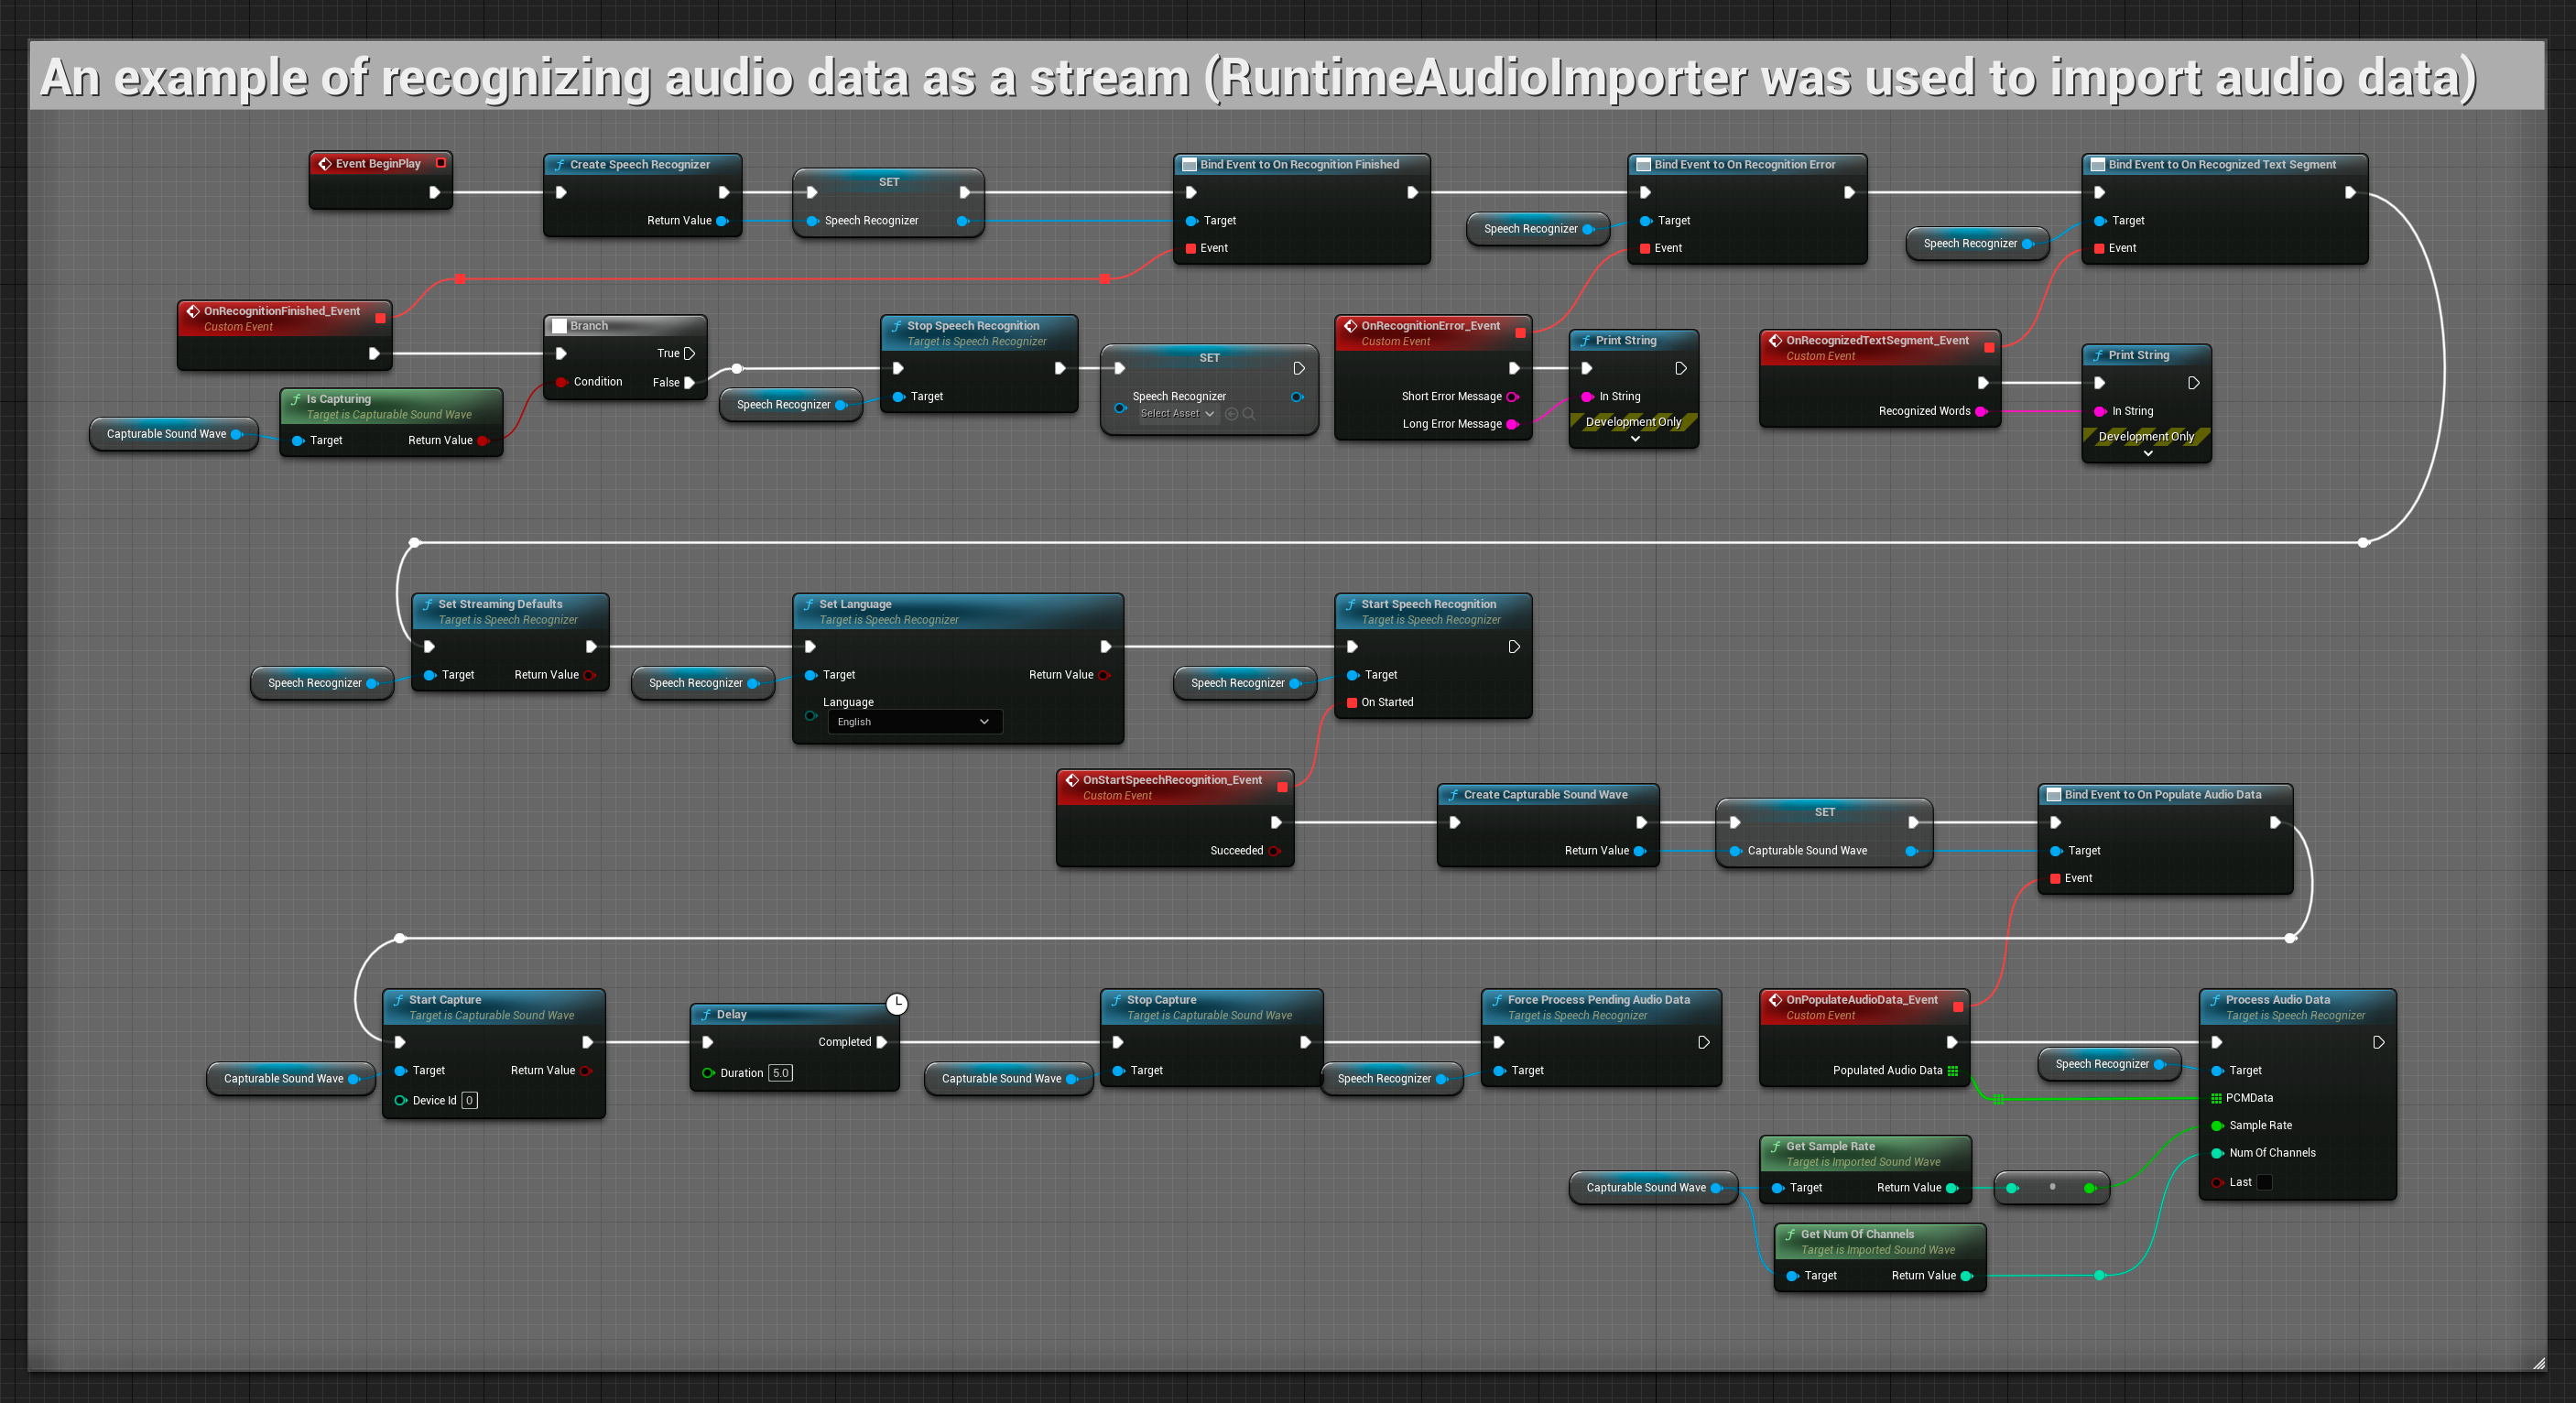 An example of recognizing audio data as a stream (RuntimeAudioImporter was used to import audio data)
Event BeginPlay
Create Speech Recognizer
Return Value
SET
Speech Recognizer
Bind Event to On Recognition Finished
Target
Event
Speech Recognizer
Bind Event to On Recognition Error
Target
Event
Speech Recognizer
Bind Event to On Recognized Text Segment
Target
Event
OnRecognitionFinished_Event
Custom Event
Capturable Sound Wave
Is Capturing
Target is Capturable Sound Wave
Target
Return Value
Branch
True
Condition
False
Speech Recognizer
Stop Speech Recognition
Target is Speech Recognizer
Target
SET
Speech Recognizer
Select Asset
OnRecognitionError_Event
Custom Event
Short Error Message
Long Error Message
Print String
In String
Development Only
OnRecognizedTextSegment_Event
Custom Event
Recognized Words
Print String
In String
Development Only
Speech Recognizer
Set Streaming Defaults
Target is Speech Recognizer
Target
Return Value
Speech Recognizer
Set Language
Target is Speech Recognizer
Target
Return Value
Language
English
Speech Recognizer
Start Speech Recognition
Target is Speech Recognizer
Target
On Started
OnStartSpeechRecognition_Event
Custom Event
Succeeded
Create Capturable Sound Wave
Return Value
SET
Capturable Sound Wave
Bind Event to On Populate Audio Data
Target
Event
Capturable Sound Wave
Start Capture
Target is Capturable Sound Wave
Target
Return Value
Device Id 0
Delay
Completed
Duration 5.0
Capturable Sound Wave
Stop Capture
Target is Capturable Sound Wave
Target
Speech Recognizer
Force Process Pending Audio Data
Target is Speech Recognizer
Target
OnPopulateAudioData_Event
Custom Event
Populated Audio Data
Speech Recognizer
Process Audio Data
Target is Speech Recognizer
Target
PCMData
Sample Rate
Num Of Channels
Last
Capturable Sound Wave
Get Sample Rate
Target is Imported Sound Wave
Target
Return Value
Get Num Of Channels
Target is Imported Sound Wave
Target
Return Value